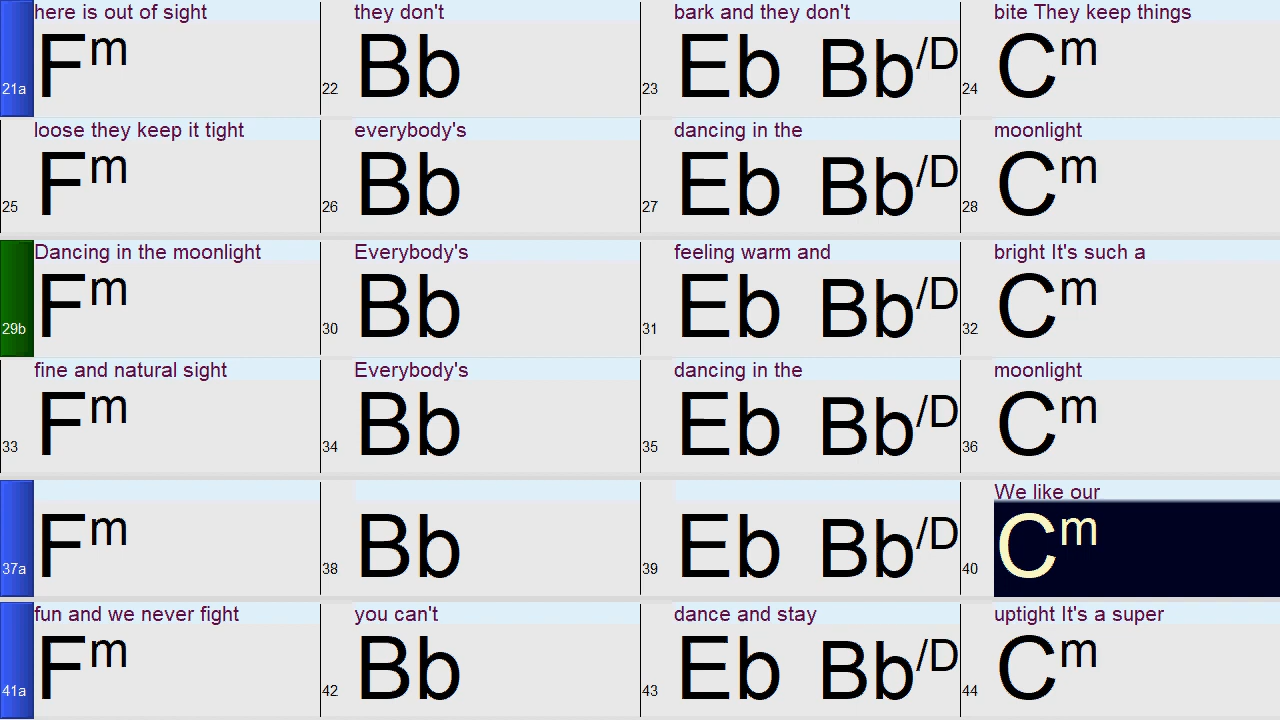 here is out of sight they don't bark and they don't bite They keep things
21a Fm 22 Bb 23 Eb Bb/D 24 Cm
loose they keep it tight everybody's dancing in the moonlight
25 Fm 26 Bb 27 Eb Bb/D 28 Cm
Dancing in the moonlight Everybody's feeling warm and bright It's such a
29b Fm 30 Bb 31 Eb Bb/D 32 Cm
fine and natural sight Everybody's dancing in the moonlight
33 Fm 34 Bb 35 Eb Bb/D 36 Cm
We like our
37a Fm 38 Bb 39 Eb Bb/D 40 Cm
fun and we never fight you can't dance and stay uptight It's a super
41a Fm 42 Bb 43 Eb Bb/D 44 Cm